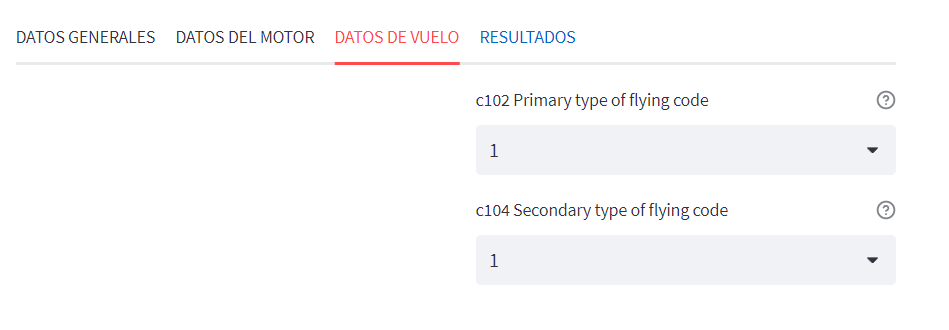 DATOS GENERALES DATOS DEL MOTOR DATOS DE VUELO RESULTADOS
c102 Primary type of flying code
1
c104 Secondary type of flying code
1